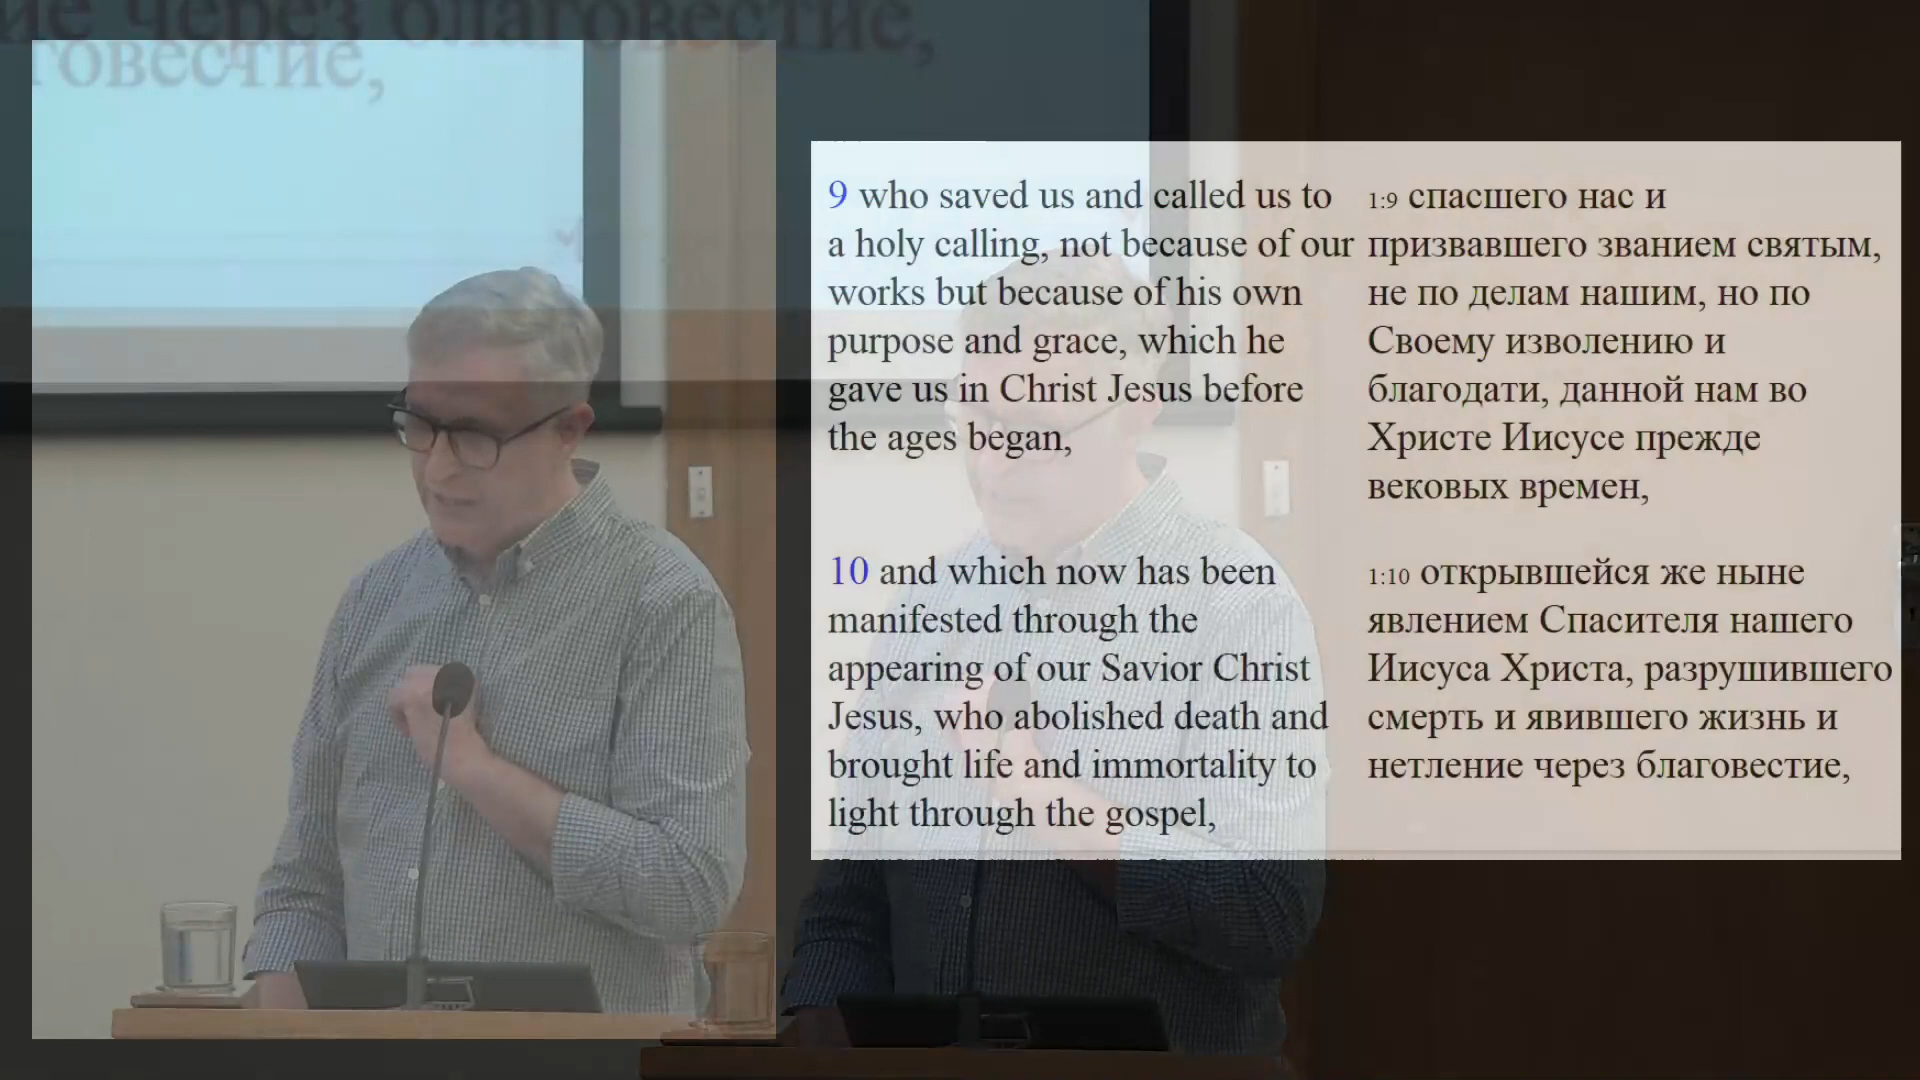 ие через благовестие,
говестие,
9 who saved us and called us to
a holy calling, not because of our
works but because of his own
purpose and grace, which he
gave us in Christ Jesus before
the ages began,
10 and which now has been
manifested through the
appearing of our Savior Christ
Jesus, who abolished death and
brought life and immortality to
light through the gospel,
1:9 спасшего нас и
призвавшего званием святым,
не по делам нашим, но по
Своему изволению и
благодати, данной нам во
Христе Иисусе прежде
вековых времен,
1:10 открывшейся же ныне
явлением Спасителя нашего
Иисуса Христа, разрушившего
смерть и явившего жизнь и
нетление через благовестие,